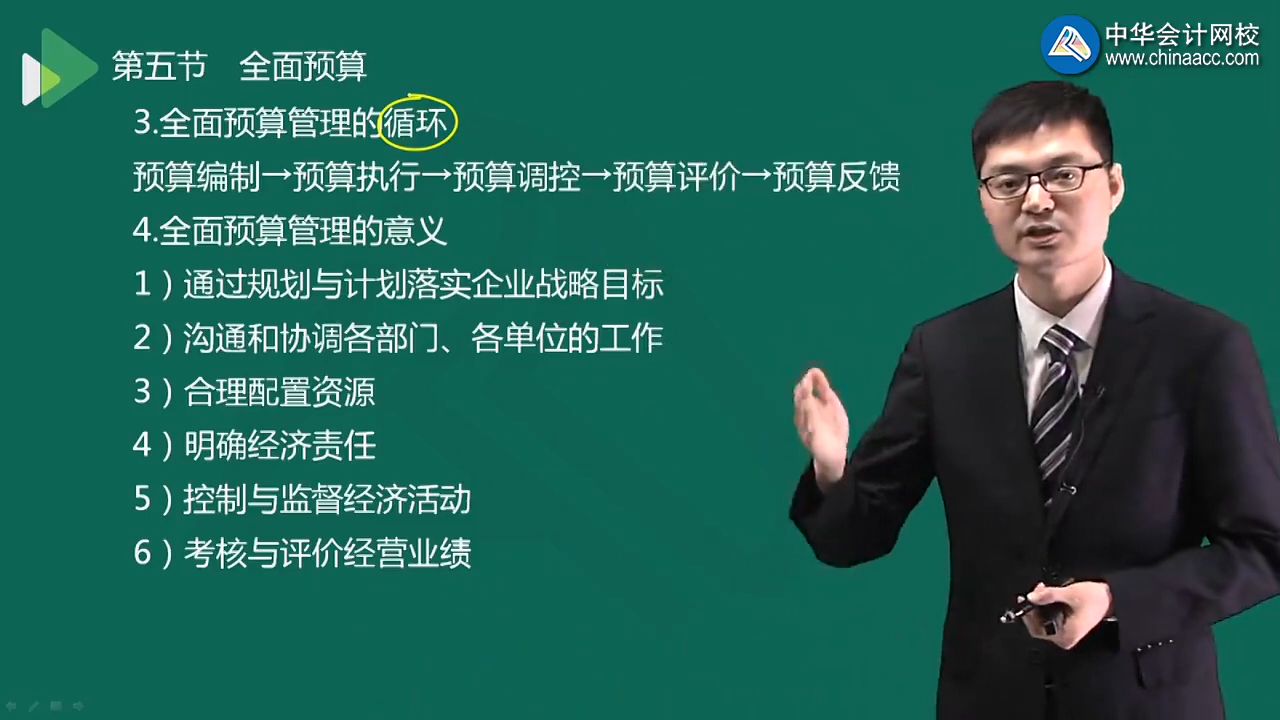 中华会计网校
www.chinaacc.com
第五节 全面预算
3.全面预算管理的循环
预算编制→预算执行→预算调控→预算评价→预算反馈
4.全面预算管理的意义
1）通过规划与计划落实企业战略目标
2）沟通和协调各部门、各单位的工作
3）合理配置资源
4）明确经济责任
5）控制与监督经济活动
6）考核与评价经营业绩